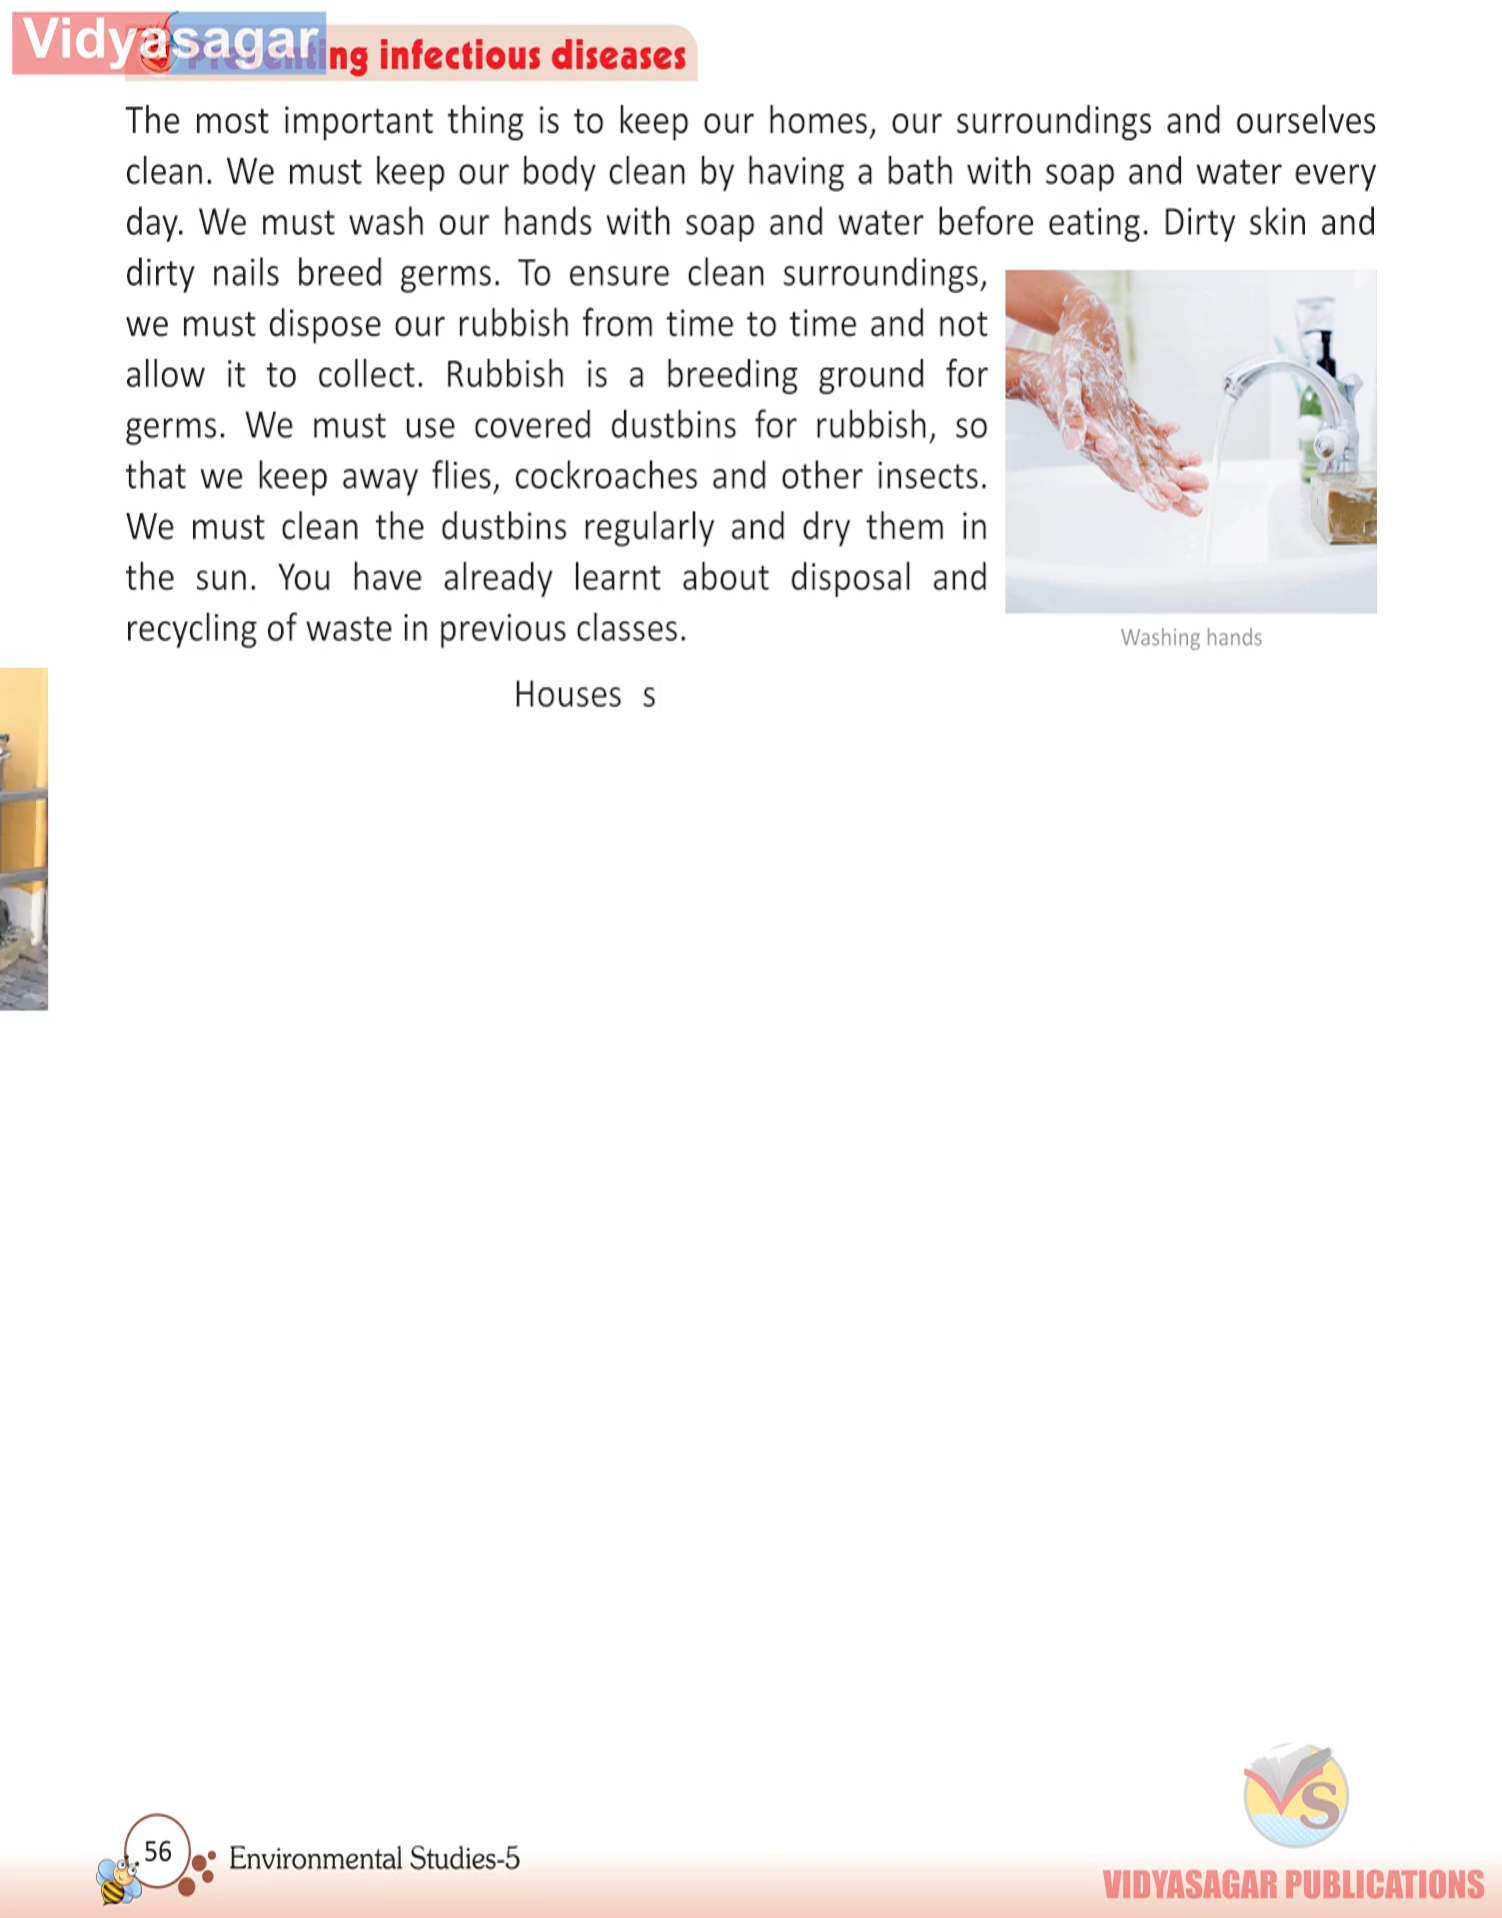 Vidyasagar
Preventing infectious diseases
The most important thing is to keep our homes, our surroundings and ourselves
clean. We must keep our body clean by having a bath with soap and water every
day. We must wash our hands with soap and water before eating. Dirty skin and
dirty nails breed germs. To ensure clean surroundings,
we must dispose our rubbish from time to time and not
allow it to collect. Rubbish is a breeding ground for
germs. We must use covered dustbins for rubbish, so
that we keep away flies, cockroaches and other insects.
We must clean the dustbins regularly and dry them in
the sun. You have already learnt about disposal and
recycling of waste in previous classes.
Washing hands
Houses s
56
Environmental Studies-5
VS
VIDYASAGAR PUBLICATIONS